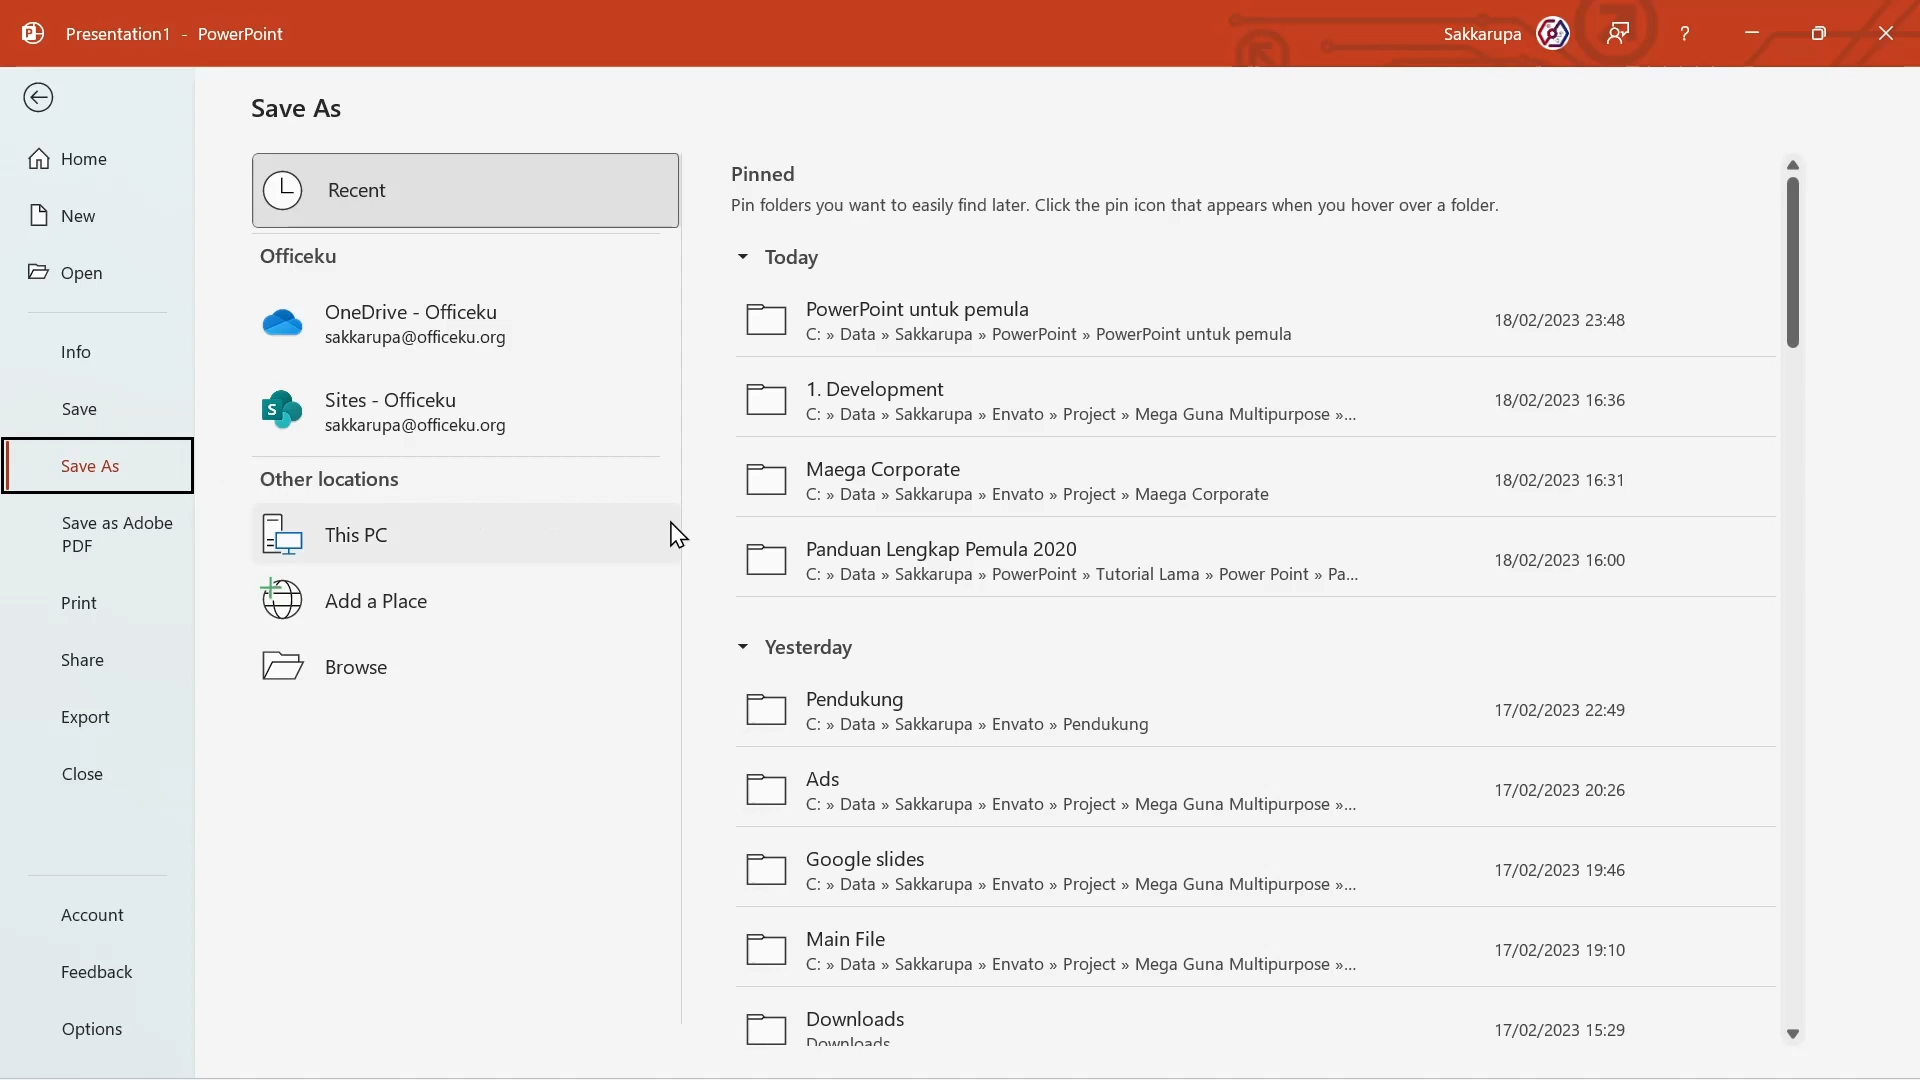 Presentation1 - PowerPoint
Sakkarupa
?
Home
New
Open
Info
Save
Save As
Save as Adobe
PDF
Print
Share
Export
Close
Account
Feedback
Options
Save As
Recent
Officeku
OneDrive - Officeku
sakkarupa@officeku.org
Sites - Officeku
sakkarupa@officeku.org
Other locations
This PC
Add a Place
Browse
Pinned
Pin folders you want to easily find later. Click the pin icon that appears when you hover over a folder.
Today
PowerPoint untuk pemula
C: » Data » Sakkarupa » PowerPoint » PowerPoint untuk pemula
18/02/2023 23:48
1. Development
C: » Data » Sakkarupa » Envato » Project » Mega Guna Multipurpose »...
18/02/2023 16:36
Maega Corporate
C: » Data » Sakkarupa » Envato » Project » Maega Corporate
18/02/2023 16:31
Panduan Lengkap Pemula 2020
C: » Data » Sakkarupa » PowerPoint » Tutorial Lama » Power Point » Pa...
18/02/2023 16:00
Yesterday
Pendukung
C: » Data » Sakkarupa » Envato » Pendukung
17/02/2023 22:49
Ads
C: » Data » Sakkarupa » Envato » Project » Mega Guna Multipurpose »...
17/02/2023 20:26
Google slides
C: » Data » Sakkarupa » Envato » Project » Mega Guna Multipurpose »...
17/02/2023 19:46
Main File
C: » Data » Sakkarupa » Envato » Project » Mega Guna Multipurpose »...
17/02/2023 19:10
Downloads
Downloads
17/02/2023 15:29